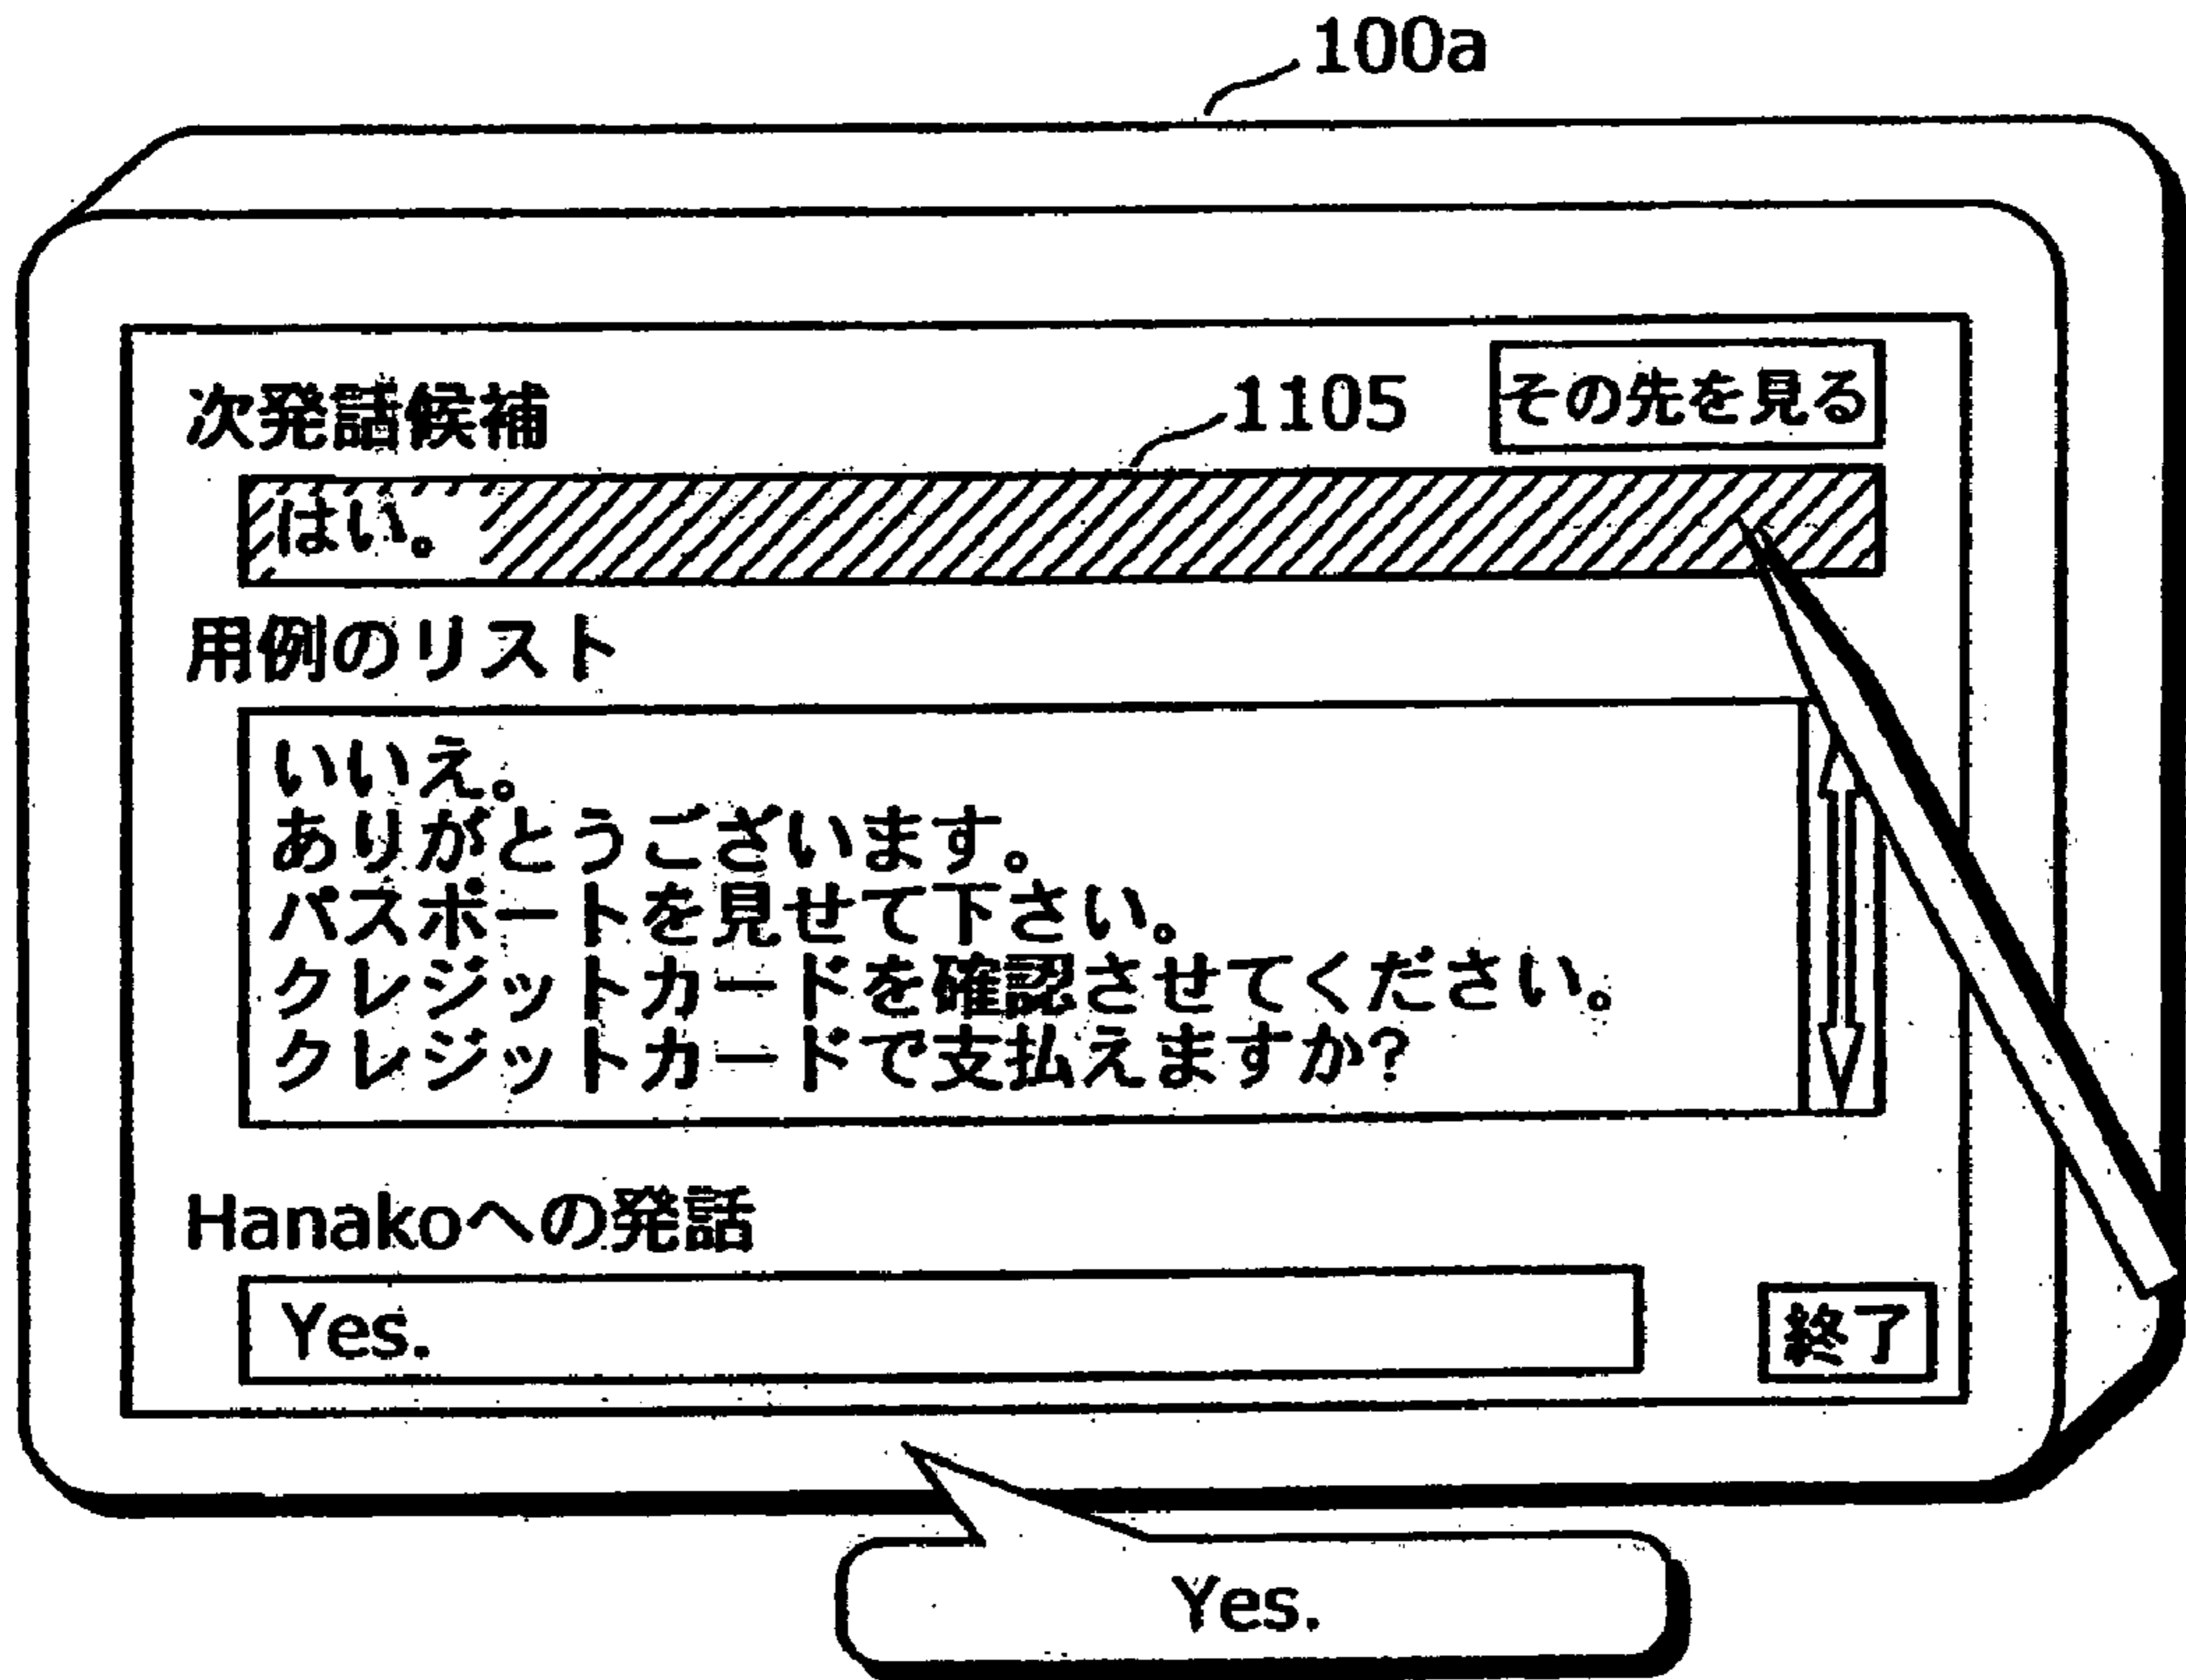 100a
次発話候補
1105
その先を見る
はい。
用例のリスト
いいえ。
ありがとうございます。
パスポートを見せて下さい。
クレジットカードを確認させてください。
クレジットカードで支払えますか?
Hanakoへの発話
Yes.
終了
Yes.